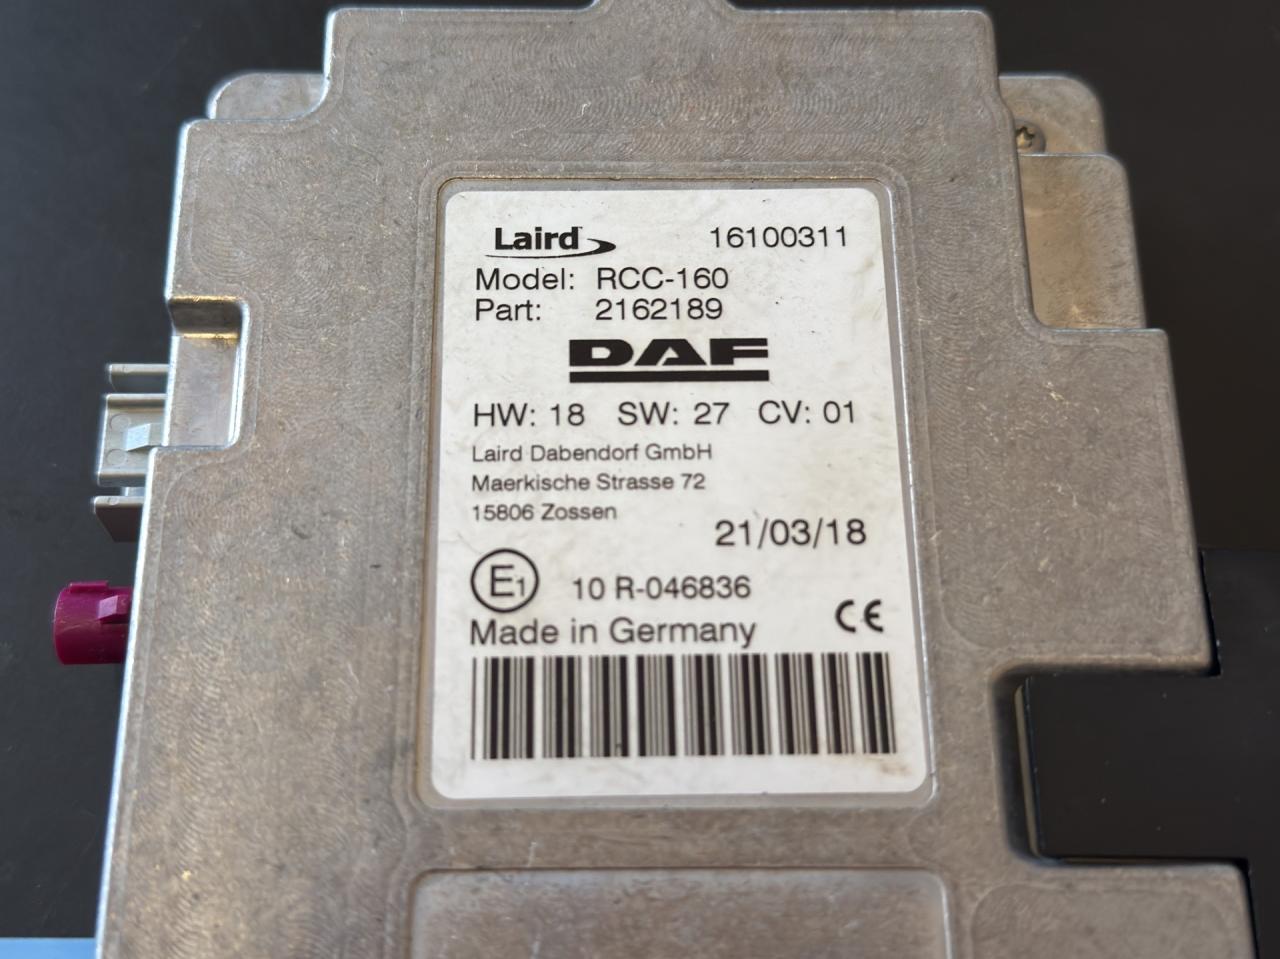 Laird 16100311
Model: RCC-160
Part: 2162189
DAF
HW: 18 SW: 27 CV: 01
Laird Dabendorf GmbH
Maerkische Strasse 72
15806 Zossen
21/03/18
E1 10 R-046836
CE
Made in Germany